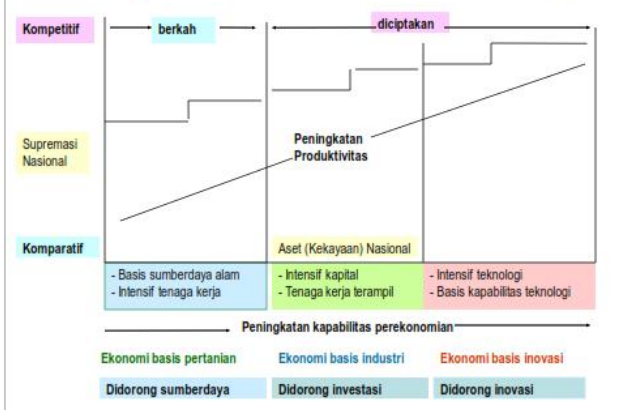 Kompetitif
berkah
diciptakan
Supremasi
Nasional
Peningkatan
Produktivitas
Komparatif
Aset (Kekayaan) Nasional
- Basis sumberdaya alam
- Intensif tenaga kerja
- Intensif kapital
- Tenaga kerja terampil
- Intensif teknologi
- Basis kapabilitas teknologi
Peningkatan kapabilitas perekonomian
Ekonomi basis pertanian
Ekonomi basis industri
Ekonomi basis inovasi
Didorong sumberdaya
Didorong investasi
Didorong inovasi